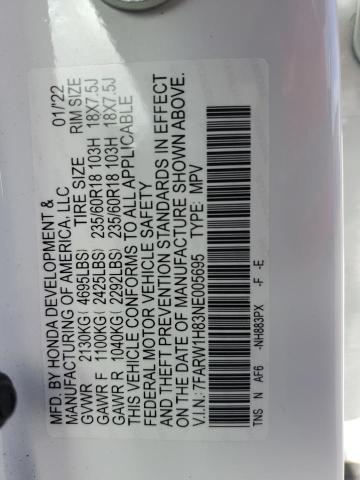 MFD. BY HONDA DEVELOPMENT &
MANUFACTURING OF AMERICA, LLC 01/'22
GVWR 2130KG( 4695LBS) TIRE SIZE RIM SIZE
GAWR F 1100KG( 2425LBS) 235/60R18 103H 18X7.5J
GAWR R 1040KG( 2292LBS) 235/60R18 103H 18X7.5J
THIS VEHICLE CONFORMS TO ALL APPLICABLE
FEDERAL MOTOR VEHICLE SAFETY
AND THEFT PREVENTION STANDARDS IN EFFECT
ON THE DATE OF MANUFACTURE SHOWN ABOVE.
V.I.N.: 7FARW1H83NE005695 TYPE: MPV
TNS N AF6 -NH883PX -F -E